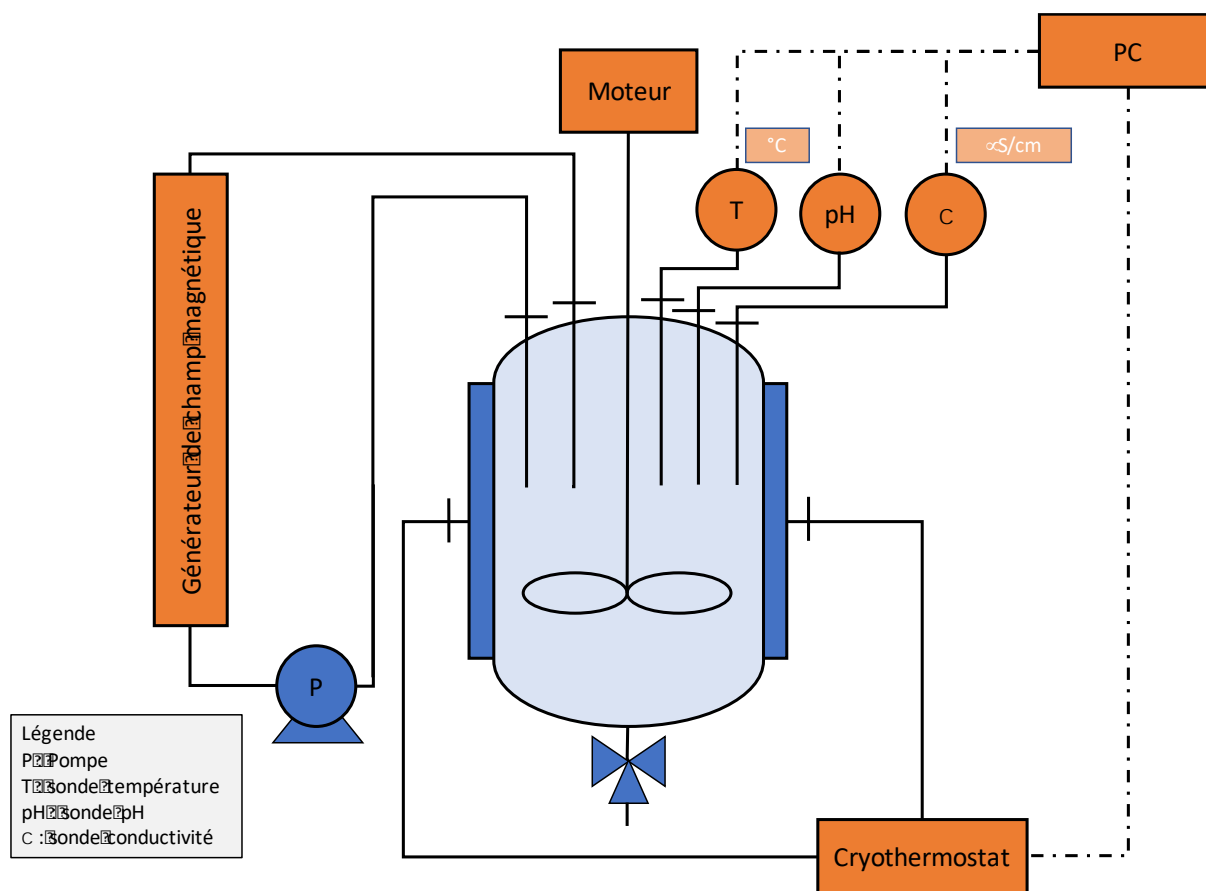 PC
Moteur
°C
∝S/cm
T
pH
C
Générateur de champ magnétique
P
Légende
P : Pompe
T : sonde température
pH : sonde pH
C : sonde conductivité
Cryothermostat